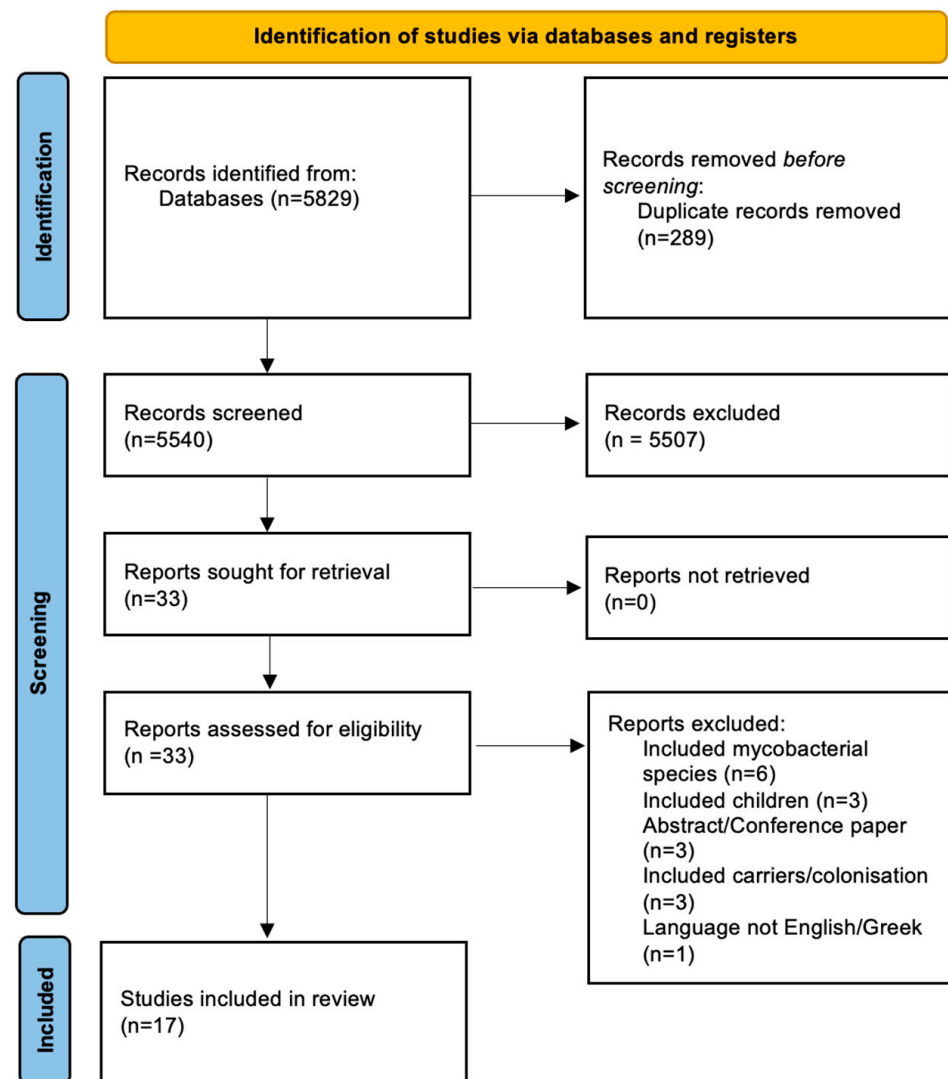 Identification of studies via databases and registers
Identification
Records identified from:
Databases (n=5829)
Records removed before
screening:
Duplicate records removed
(n=289)
Screening
Records screened
(n=5540)
Records excluded
(n = 5507)
Reports sought for retrieval
(n=33)
Reports not retrieved
(n=0)
Reports assessed for eligibility
(n =33)
Reports excluded:
Included mycobacterial
species (n=6)
Included children (n=3)
Abstract/Conference paper
(n=3)
Included carriers/colonisation
(n=3)
Language not English/Greek
(n=1)
Included
Studies included in review
(n=17)